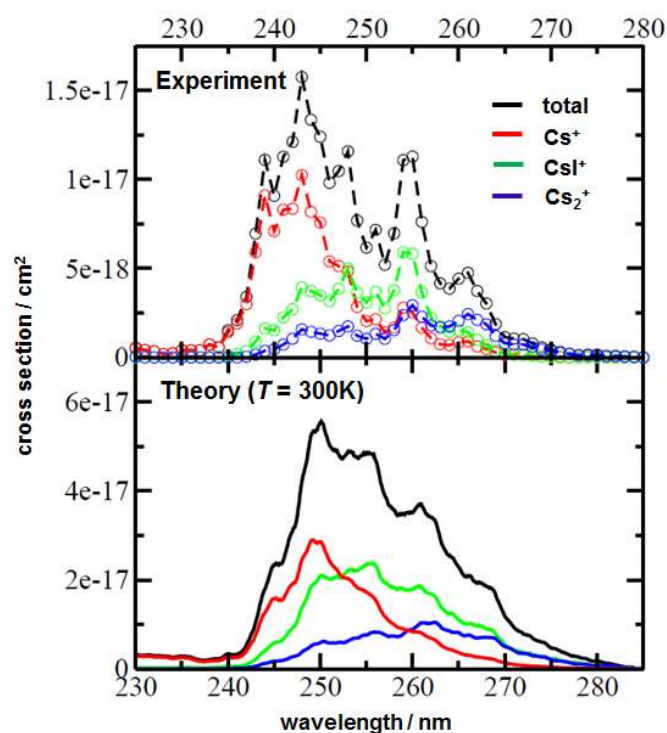 230 240 250 260 270 280
Experiment
1.5e-17
1e-17
5e-18
0
total
Cs⁺
CsI⁺
Cs₂⁺
cross section / cm²
Theory (T = 300K)
6e-17
4e-17
2e-17
0
230 240 250 260 270 280
wavelength / nm